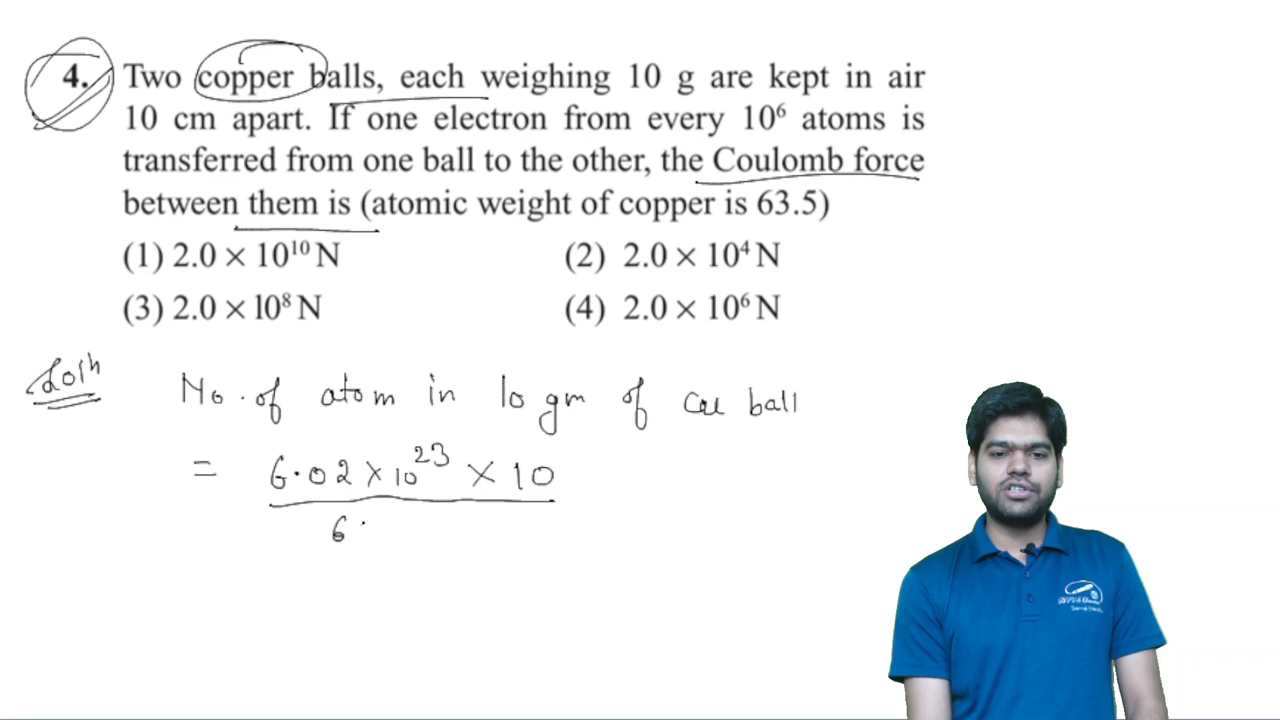 4. Two copper balls, each weighing 10 g are kept in air
10 cm apart. If one electron from every 10⁶ atoms is
transferred from one ball to the other, the Coulomb force
between them is (atomic weight of copper is 63.5)
(1) 2.0 × 10¹⁰ N (2) 2.0 × 10⁴ N
(3) 2.0 × 10⁸ N (4) 2.0 × 10⁶ N
Soln No. of atom in 10 gm of Cu ball
= 6.02 × 10²³ × 10
6.